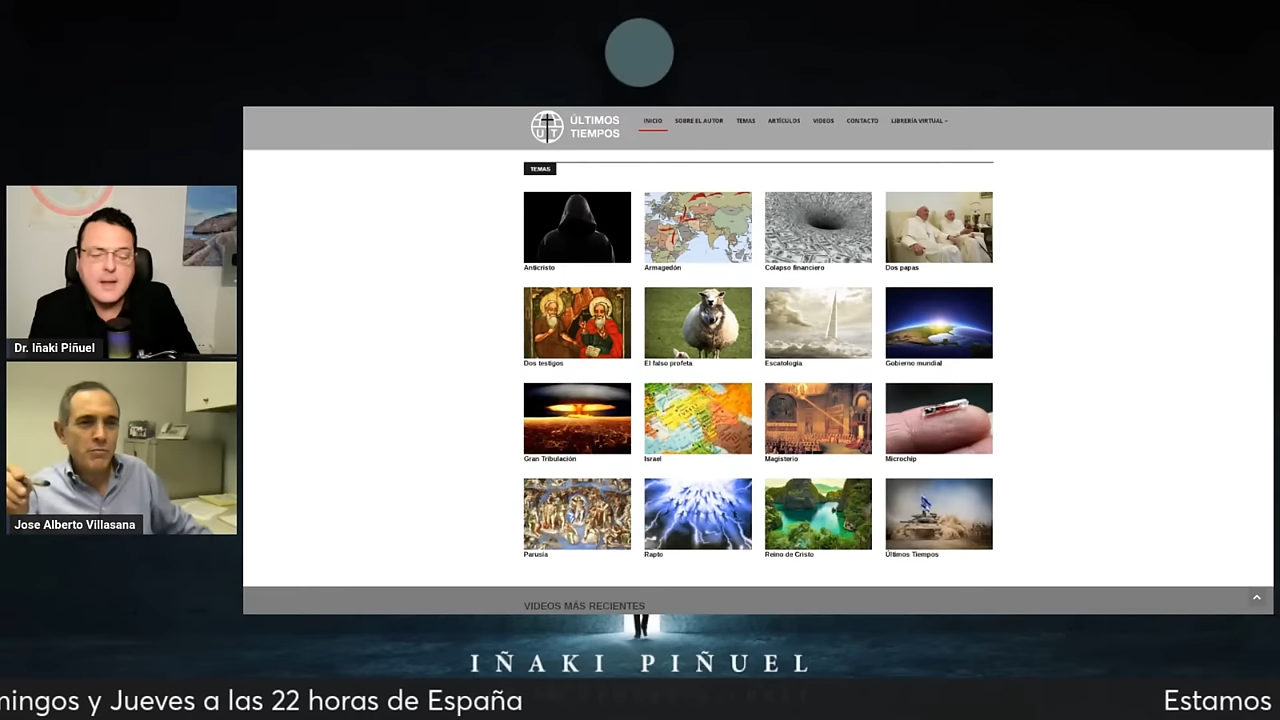 ÚLTIMOS
TIEMPOS
UT
INICIO SOBRE EL AUTOR TEMAS ARTÍCULOS VIDEOS CONTACTO LIBRERÍA VIRTUAL
TEMAS
Anticristo Armagedón Colapso financiero Dos papas
Dos testigos El falso profeta Escatología Gobierno mundial
Gran Tribulación Israel Magisterio Microchip
Parusía Rapto Reino de Cristo Últimos Tiempos
VIDEOS MÁS RECIENTES
Dr. Iñaki Piñuel
Jose Alberto Villasana
IÑAKI PIÑUEL
mingos y Jueves a las 22 horas de España Estamos